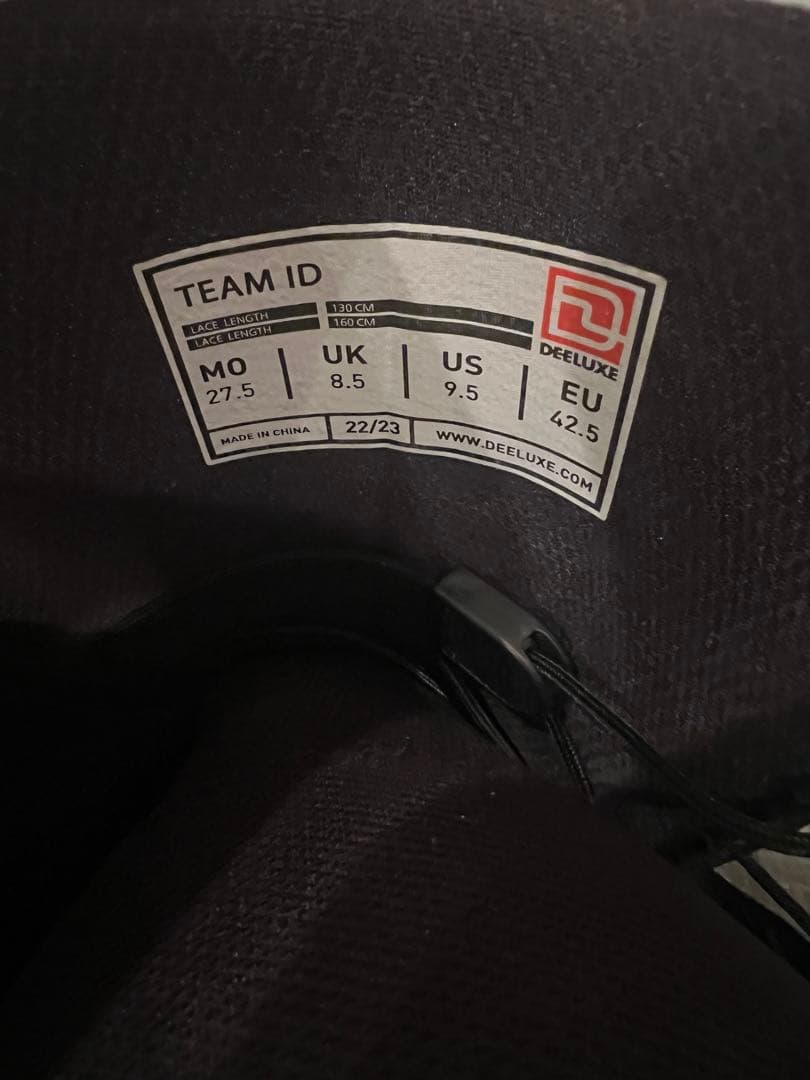 TEAM ID
LACE LENGTH 130 CM
LACE LENGTH 160 CM
DEELUXE
MO UK US EU
27.5 8.5 9.5 42.5
MADE IN CHINA 22/23 WWW.DEELUXE.COM